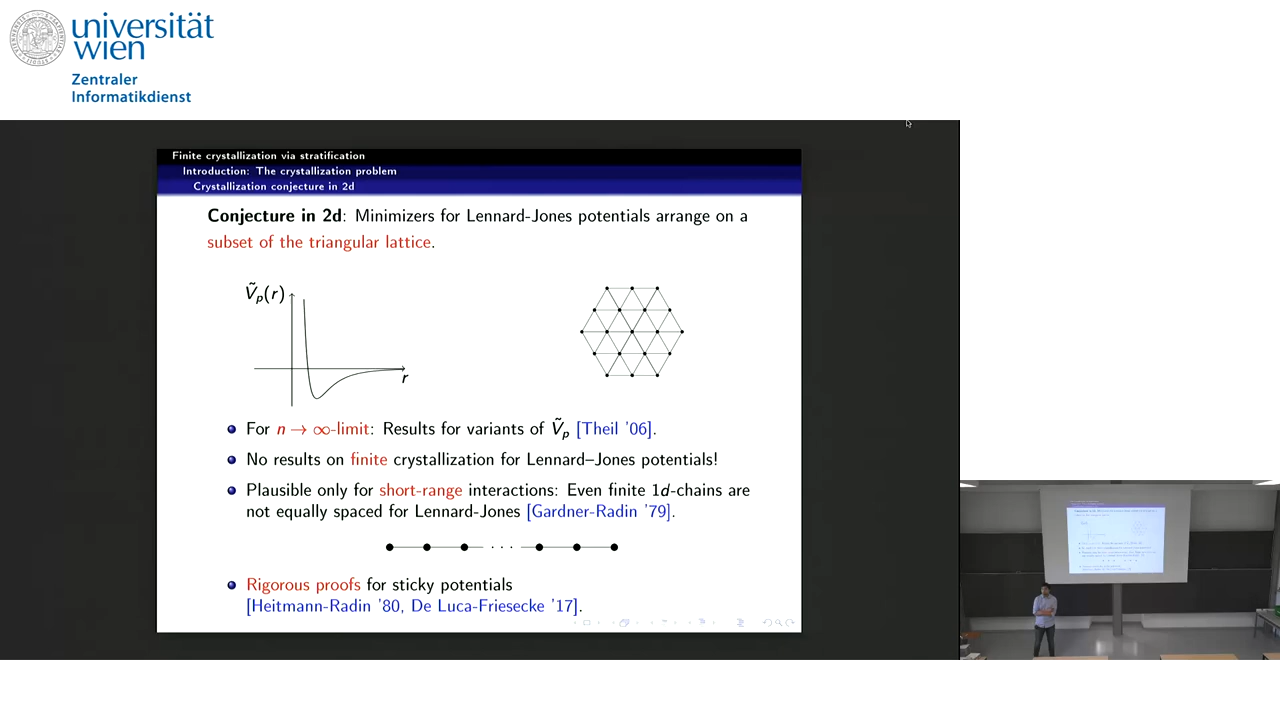 universität
wien
Zentraler
Informatikdienst
Finite crystallization via stratification
Introduction: The crystallization problem
Crystallization conjecture in 2d
Conjecture in 2d: Minimizers for Lennard-Jones potentials arrange on a
subset of the triangular lattice.
Ṽₚ(r)
r
For n → ∞-limit: Results for variants of Ṽₚ [Theil '06].
No results on finite crystallization for Lennard–Jones potentials!
Plausible only for short-range interactions: Even finite 1d-chains are
not equally spaced for Lennard-Jones [Gardner-Radin '79].
Rigorous proofs for sticky potentials
[Heitmann-Radin '80, De Luca-Friesecke '17].